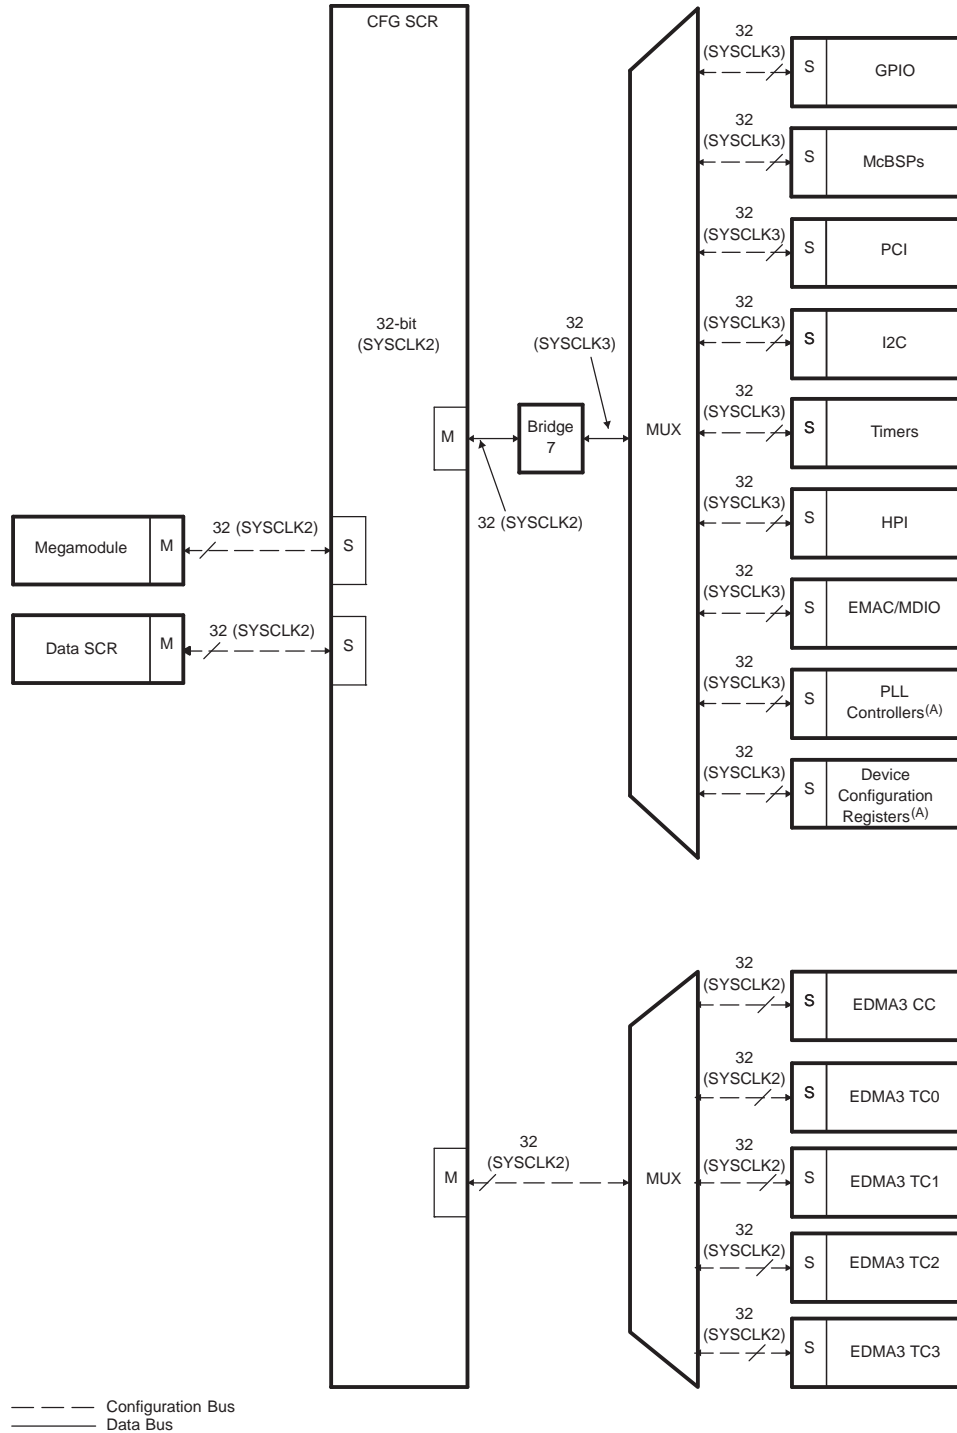 CFG SCR
32-bit
(SYSCLK2)
M
S
S
M
Megamodule
M
32 (SYSCLK2)
Data SCR
M
32 (SYSCLK2)
32 (SYSCLK2)
Bridge
7
32
(SYSCLK3)
MUX
32
(SYSCLK3)
S
GPIO
32
(SYSCLK3)
S
McBSPs
32
(SYSCLK3)
S
PCI
32
(SYSCLK3)
S
I2C
32
(SYSCLK3)
S
Timers
32
(SYSCLK3)
S
HPI
32
(SYSCLK3)
S
EMAC/MDIO
32
(SYSCLK3)
S
PLL
Controllers(A)
32
(SYSCLK3)
S
Device
Configuration
Registers(A)
32
(SYSCLK2)
MUX
32
(SYSCLK2)
S
EDMA3 CC
32
(SYSCLK2)
S
EDMA3 TC0
32
(SYSCLK2)
S
EDMA3 TC1
32
(SYSCLK2)
S
EDMA3 TC2
32
(SYSCLK2)
S
EDMA3 TC3
Configuration Bus
Data Bus